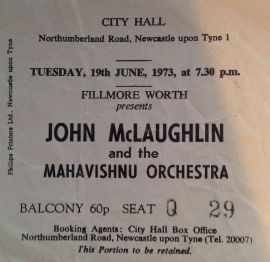 CITY HALL
Northumberland Road, Newcastle upon Tyne 1
TUESDAY, 19th JUNE, 1973, at 7.30 p.m.
FILLMORE WORTH
presents
JOHN McLAUGHLIN
and the
MAHAVISHNU ORCHESTRA
BALCONY 60p SEAT Q 29
Booking Agents: City Hall Box Office
Northumberland Road, Newcastle upon Tyne (Tel. 20007)
This Portion to be retained.
Philips Printers Ltd., Newcastle upon Tyne